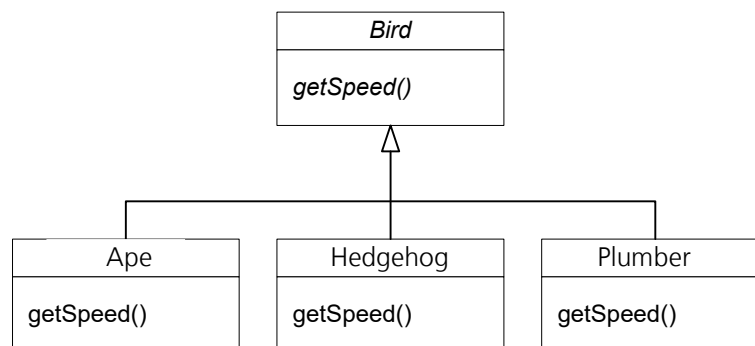 Bird
getSpeed()
Ape
Hedgehog
Plumber
getSpeed()
getSpeed()
getSpeed()